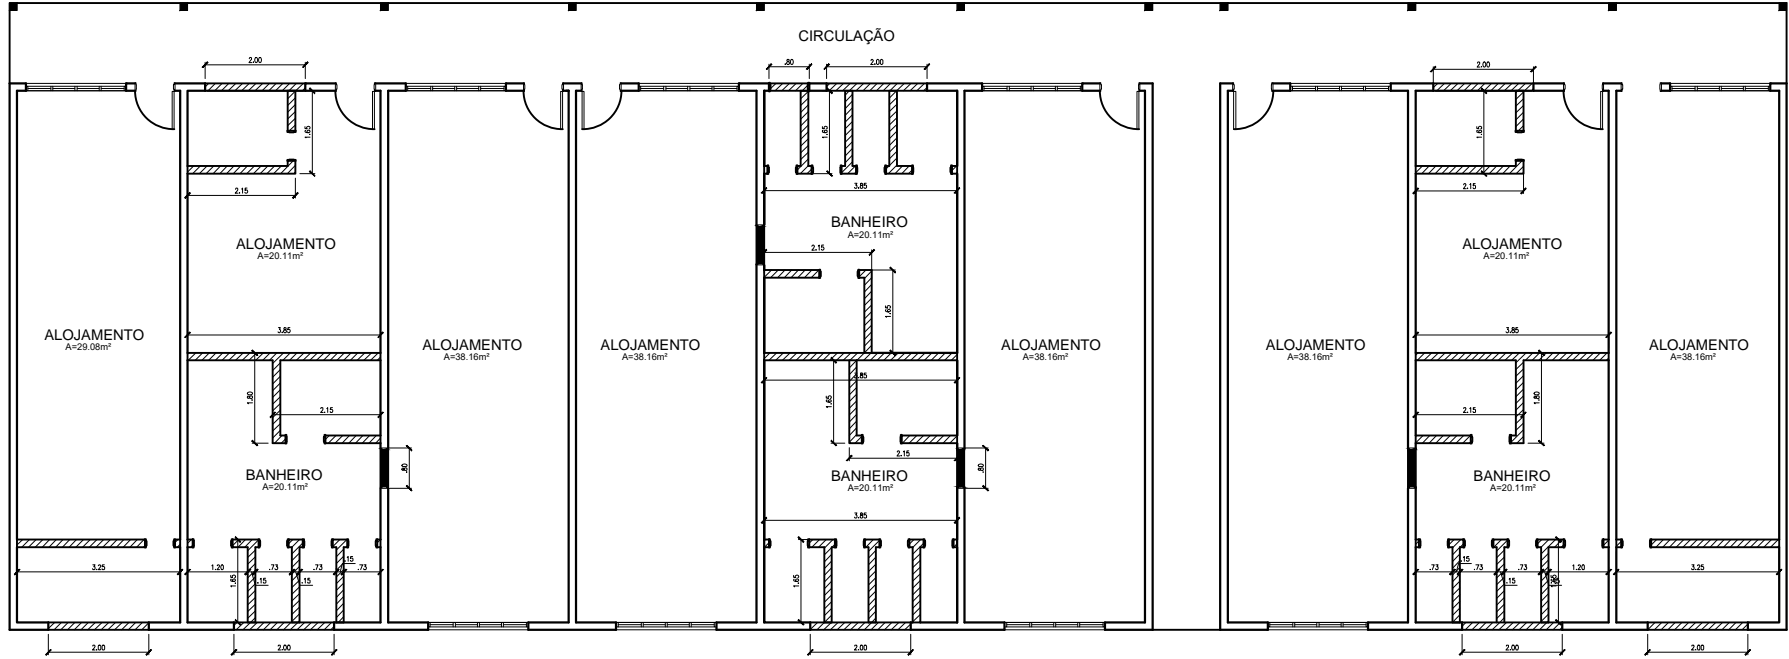 CIRCULAÇÃO
2.00
.80
2.00
2.00
1.65
1.65
1.65
2.15
3.85
2.15
ALOJAMENTO
A=20.11m²
BANHEIRO
A=20.11m²
2.15
ALOJAMENTO
A=20.11m²
1.65
ALOJAMENTO
A=29.08m²
3.85
ALOJAMENTO
A=38.16m²
ALOJAMENTO
A=38.16m²
ALOJAMENTO
A=38.16m²
ALOJAMENTO
A=38.16m²
3.85
ALOJAMENTO
A=38.16m²
1.80
2.15
3.85
1.65
2.15
1.80
2.15
BANHEIRO
A=20.11m²
.80
BANHEIRO
A=20.11m²
.80
BANHEIRO
A=20.11m²
3.85
3.25
1.20
1.65
.15
.73
.15
.73
.15
.73
1.65
.73
.15
.73
.15
.73
1.20
3.25
2.00
2.00
2.00
2.00
2.00